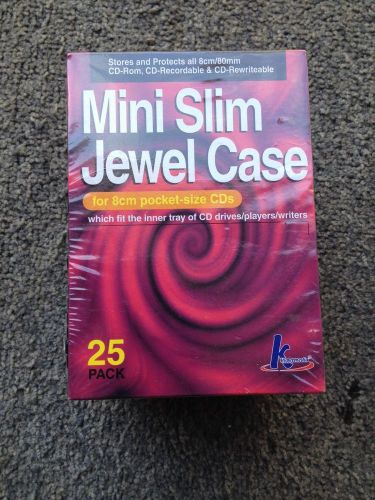 Stores and Protects all 8cm/80mm
CD-Rom, CD-Recordable & CD-Rewriteable
Mini Slim
Jewel Case
for 8cm pocket-size CDs
which fit the inner tray of CD drives/players/writers
25
PACK
K